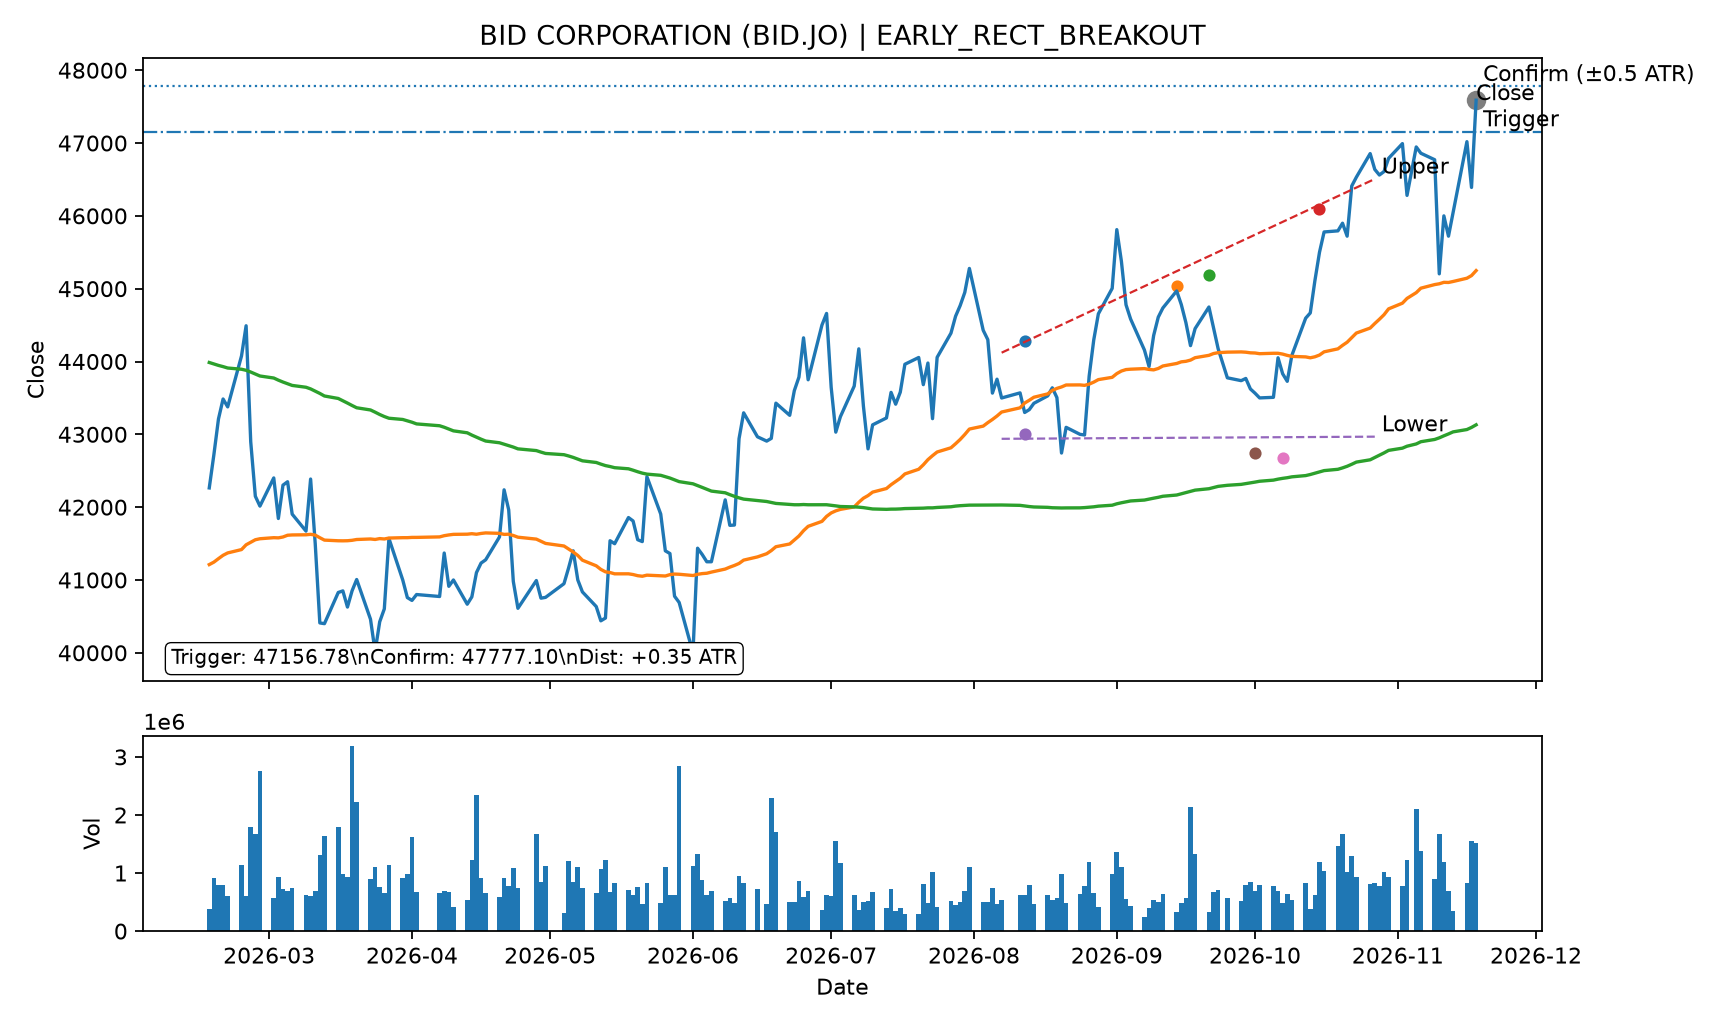 BID CORPORATION (BID.JO) | EARLY_RECT_BREAKOUT
48000
47000
46000
45000
44000
43000
42000
41000
40000
Close
Confirm (±0.5 ATR)
Close
Trigger
Upper
Lower
Trigger: 47156.78\nConfirm: 47777.10\nDist: +0.35 ATR
1e6
3
2
1
0
Vol
2026-03
2026-04
2026-05
2026-06
2026-07
2026-08
2026-09
2026-10
2026-11
2026-12
Date